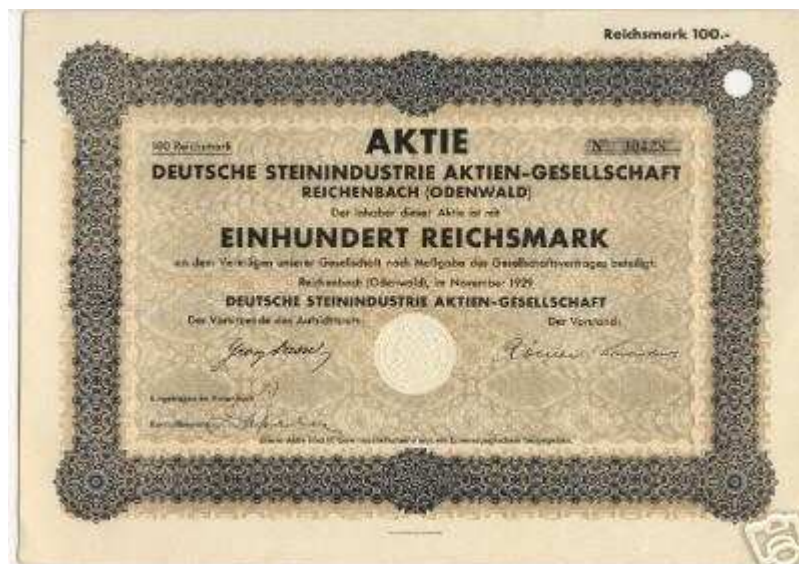 Reichsmark 100.-
100 Reichsmark
AKTIE
DEUTSCHE STEININDUSTRIE AKTIEN-GESELLSCHAFT
REICHENBACH (ODENWALD)
Der Inhaber dieser Aktie ist mit
EINHUNDERT REICHSMARK
an dem Vermögen unserer Gesellschaft nach Maßgabe des Gesellschaftsvertrages beteiligt.
Reichenbach (Odenwald), im November 1929
DEUTSCHE STEININDUSTRIE AKTIEN-GESELLSCHAFT
Der Vorsitzende des Aufsichtsrats:
Der Vorstand: